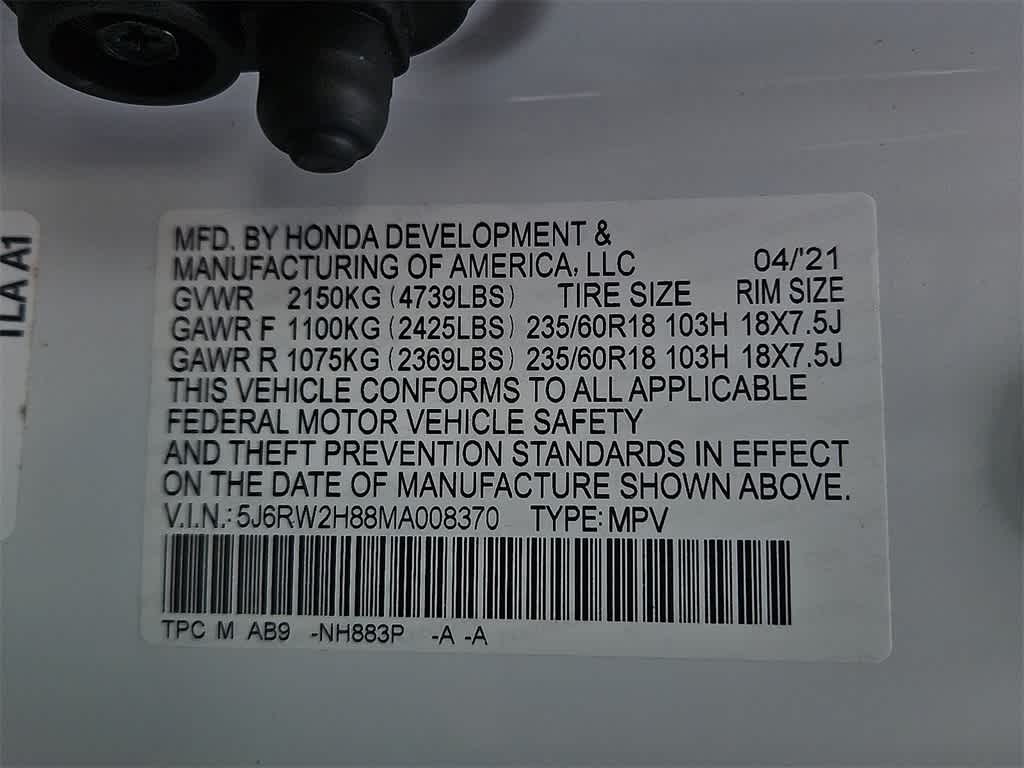 TLA A1
MFD. BY HONDA DEVELOPMENT &
MANUFACTURING OF AMERICA, LLC 04/'21
GVWR 2150KG (4739LBS) TIRE SIZE RIM SIZE
GAWR F 1100KG (2425LBS) 235/60R18 103H 18X7.5J
GAWR R 1075KG (2369LBS) 235/60R18 103H 18X7.5J
THIS VEHICLE CONFORMS TO ALL APPLICABLE
FEDERAL MOTOR VEHICLE SAFETY
AND THEFT PREVENTION STANDARDS IN EFFECT
ON THE DATE OF MANUFACTURE SHOWN ABOVE.
V.I.N.: 5J6RW2H88MA008370 TYPE: MPV
TPC M AB9 -NH883P -A -A